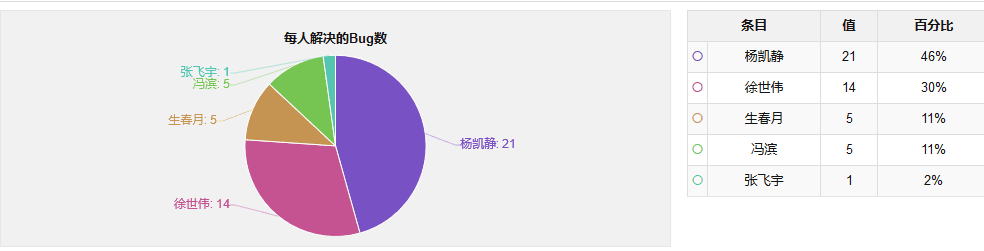 每人解决的Bug数
张飞宇: 1
冯滨: 5
生春月: 5
杨凯静: 21
徐世伟: 14
条目 值 百分比
杨凯静 21 46%
徐世伟 14 30%
生春月 5 11%
冯滨 5 11%
张飞宇 1 2%